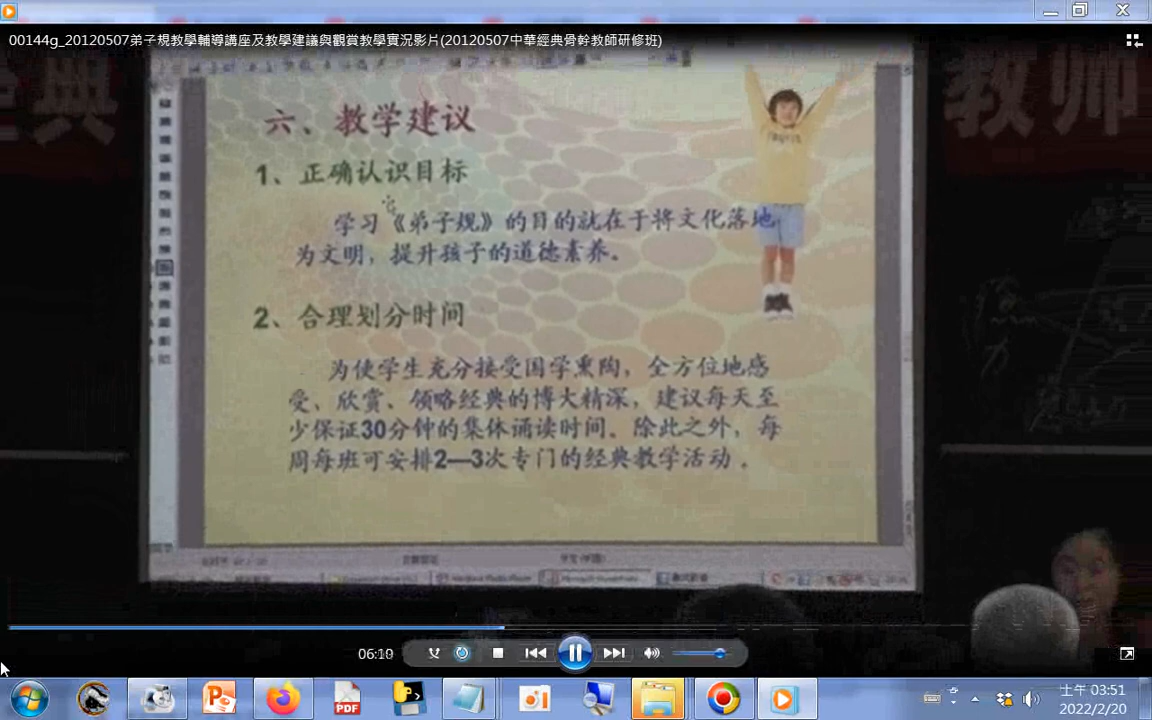 00144g_20120507弟子規教學輔導講座及教學建議與觀賞教學實況影片(20120507中華經典骨幹教師研修班)
典
教师
六、教学建议
1、正确认识目标
学习《弟子规》的目的就在于将文化落地
为文明，提升孩子的道德素养。
2、合理划分时间
为使学生充分接受国学熏陶，全方位地感
受、欣赏、领略经典的博大精深，建议每天至
少保证30分钟的集体诵读时间。除此之外，每
周每班可安排2—3次专门的经典教学活动。
06:10
PDF
上午 03:51
2022/2/20